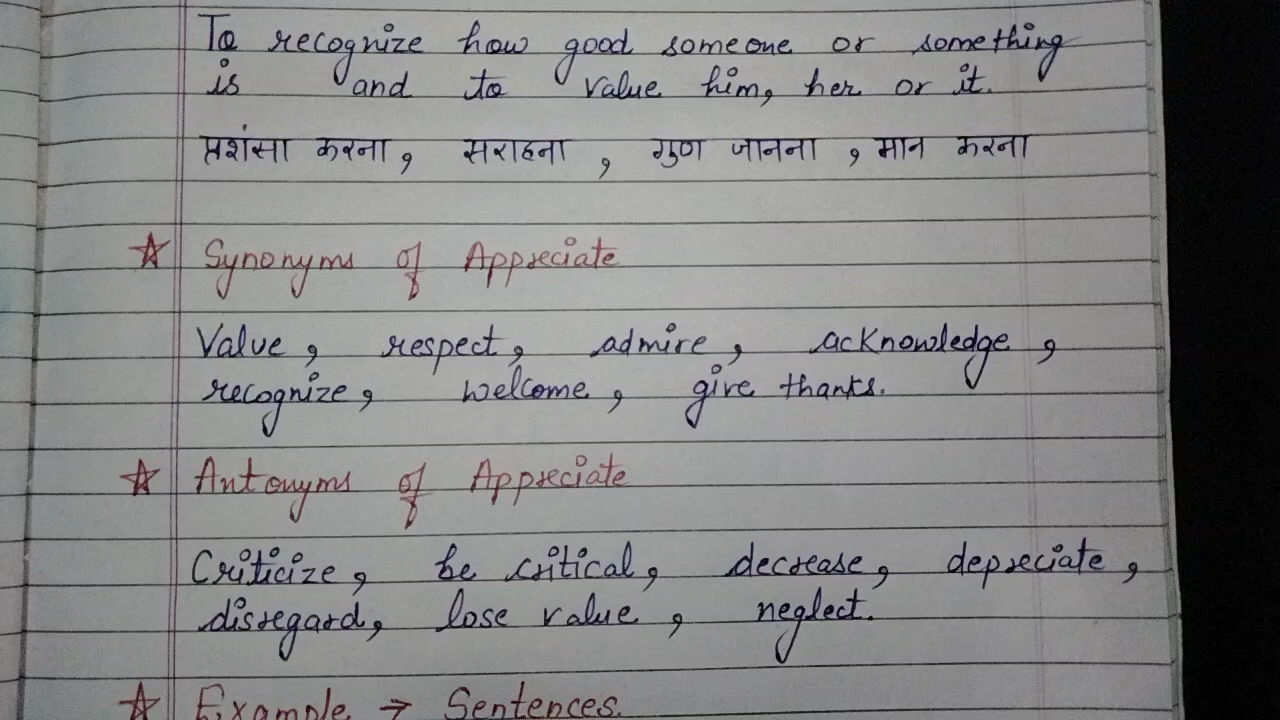 To recognize how good someone or something
is and to value him, her or it.
प्रशंसा करना, सराहना, गुण जानना, मान करना
☆ Synonyms of Appreciate
Value, respect, admire, acknowledge,
recognize, welcome, give thanks.
☆ Antonyms of Appreciate
Criticize, be critical, decrease, depreciate,
disregard, lose value, neglect.
☆ Example → Sentences.